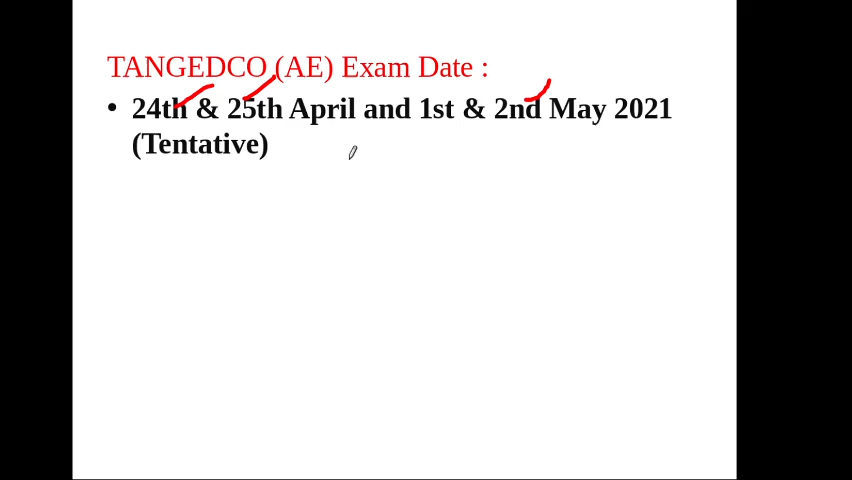 TANGEDCO (AE) Exam Date :
• 24th & 25th April and 1st & 2nd May 2021
(Tentative)